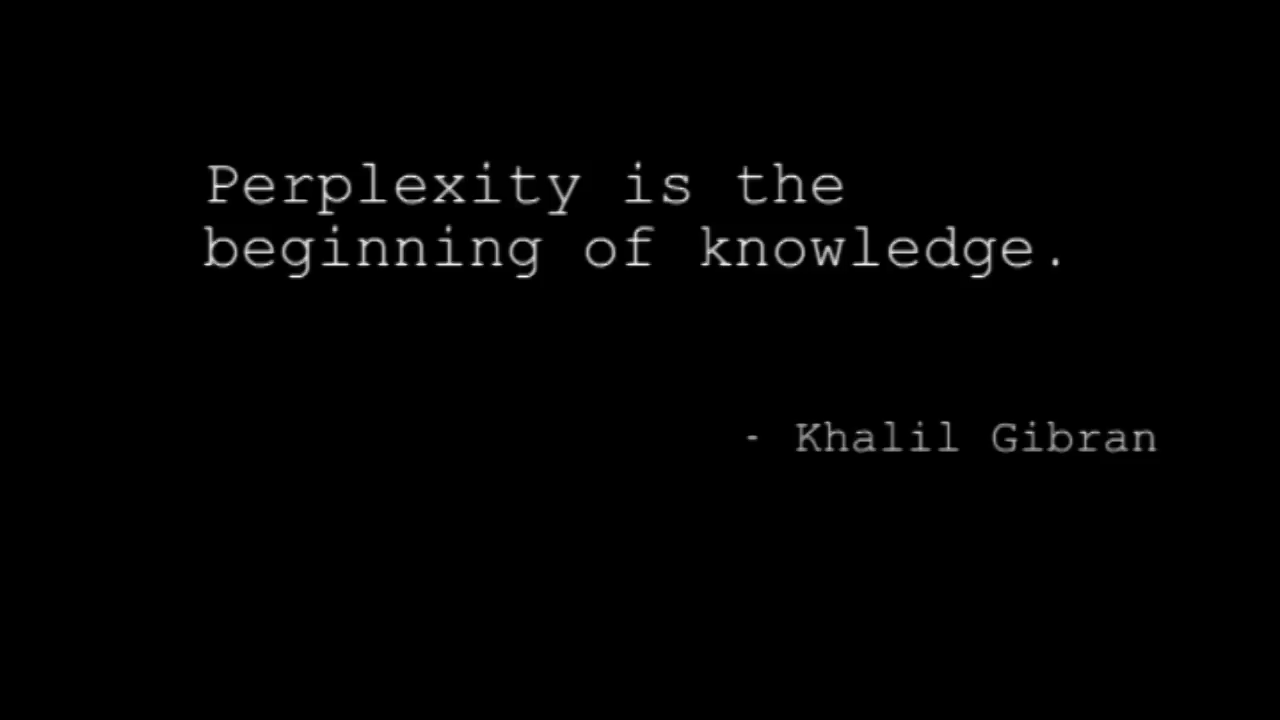 Perplexity is the
beginning of knowledge.
- Khalil Gibran